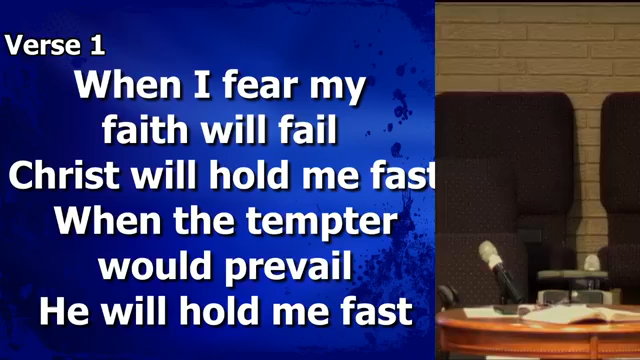 Verse 1
When I fear my
faith will fail
Christ will hold me fast
When the tempter
would prevail
He will hold me fast